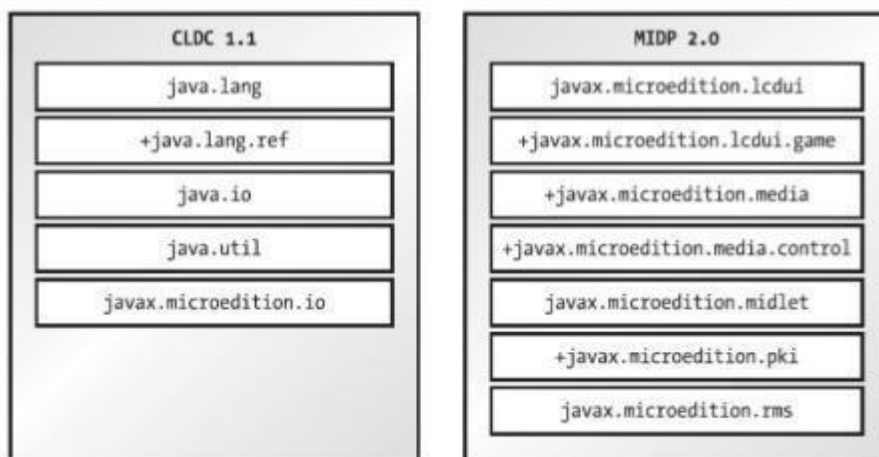 CLDC 1.1
java.lang
+java.lang.ref
java.io
java.util
javax.microedition.io
MIDP 2.0
javax.microedition.lcdui
+javax.microedition.lcdui.game
+javax.microedition.media
+javax.microedition.media.control
javax.microedition.midlet
+javax.microedition.pki
javax.microedition.rms